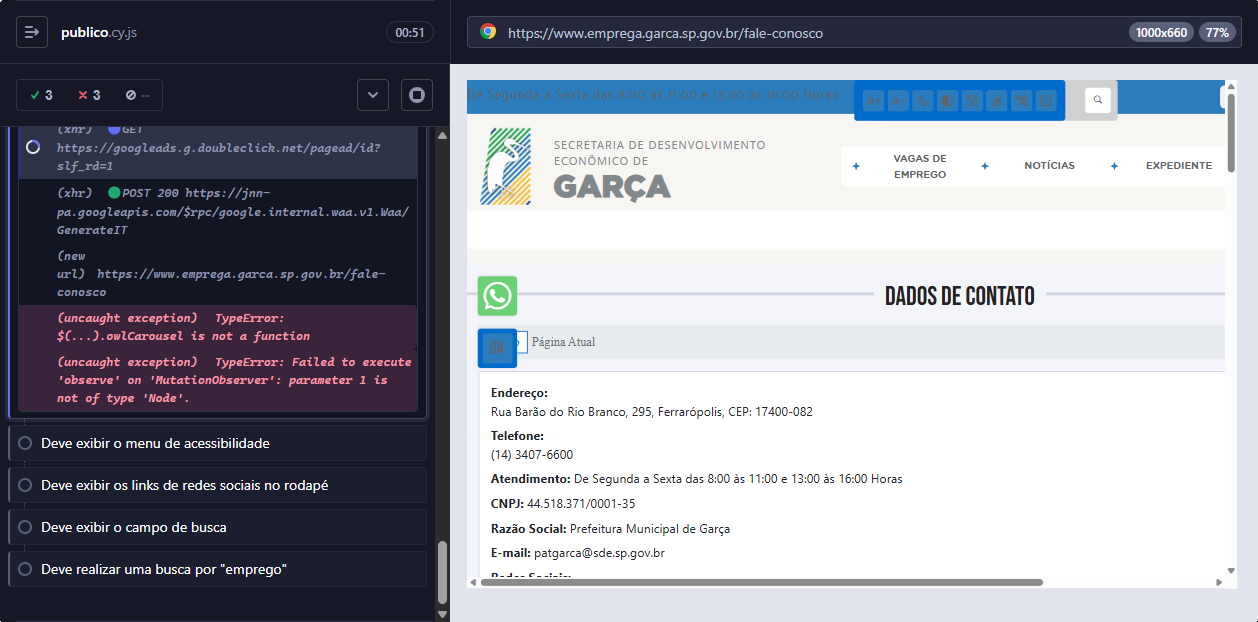 publico.cy.js
00:51
3
3
--
(xhr) GET
https://googleads.g.doubleclick.net/pagead/id?
slf_rd=1
(xhr) POST 200 https://jnn-
pa.googleapis.com/$rpc/google.internal.waa.v1.Waa/
GenerateIT
(new
url) https://www.emprega.garca.sp.gov.br/fale-
conosco
(uncaught exception) TypeError:
$(...).owlCarousel is not a function
(uncaught exception) TypeError: Failed to execute
'observe' on 'MutationObserver': parameter 1 is
not of type 'Node'.
Deve exibir o menu de acessibilidade
Deve exibir os links de redes sociais no rodapé
Deve exibir o campo de busca
Deve realizar uma busca por "emprego"
https://www.emprega.garca.sp.gov.br/fale-conosco
1000x660
77%
De Segunda a Sexta das 8:00 às 11:00 e 13:00 às 16:00 Horas
A+
A-
SECRETARIA DE DESENVOLVIMENTO
ECONÔMICO DE
GARÇA
VAGAS DE
EMPREGO
NOTÍCIAS
EXPEDIENTE
DADOS DE CONTATO
Página Atual
Endereço:
Rua Barão do Rio Branco, 295, Ferrarópolis, CEP: 17400-082
Telefone:
(14) 3407-6600
Atendimento: De Segunda a Sexta das 8:00 às 11:00 e 13:00 às 16:00 Horas
CNPJ: 44.518.371/0001-35
Razão Social: Prefeitura Municipal de Garça
E-mail: patgarca@sde.sp.gov.br
Redes Sociais: